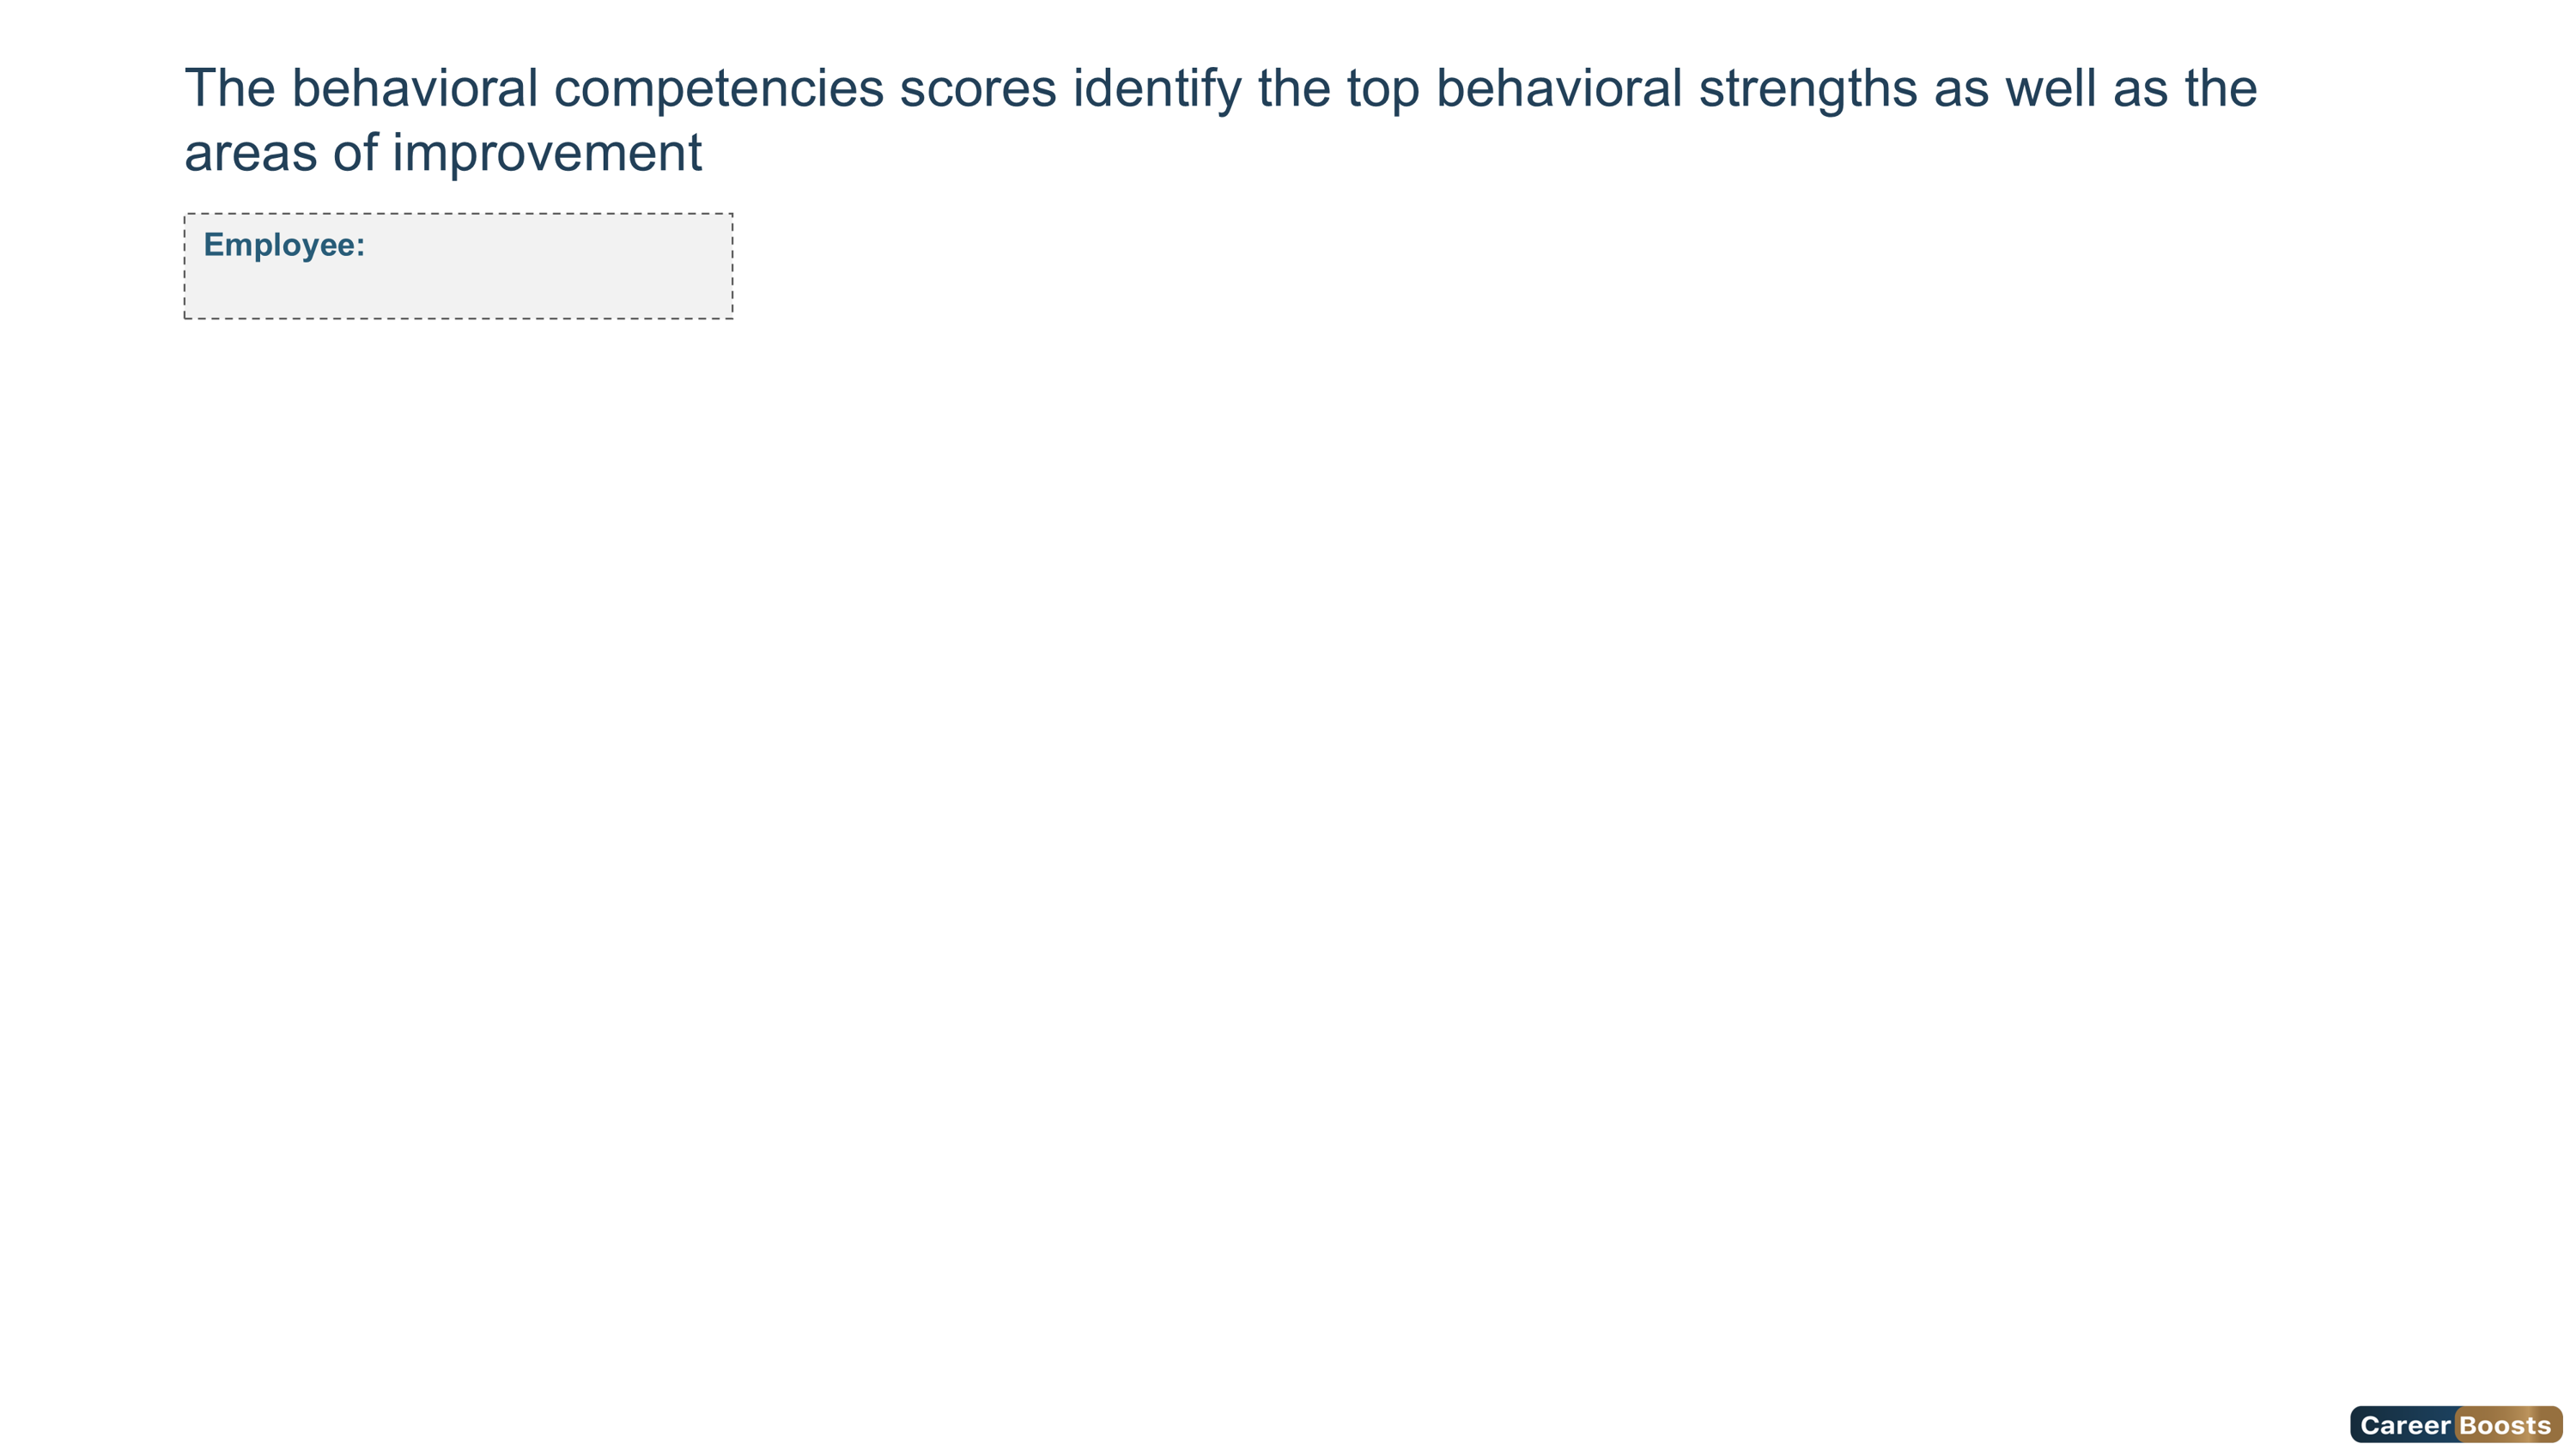 The behavioral competencies scores identify the top behavioral strengths as well as the
areas of improvement
Employee:
Career Boosts